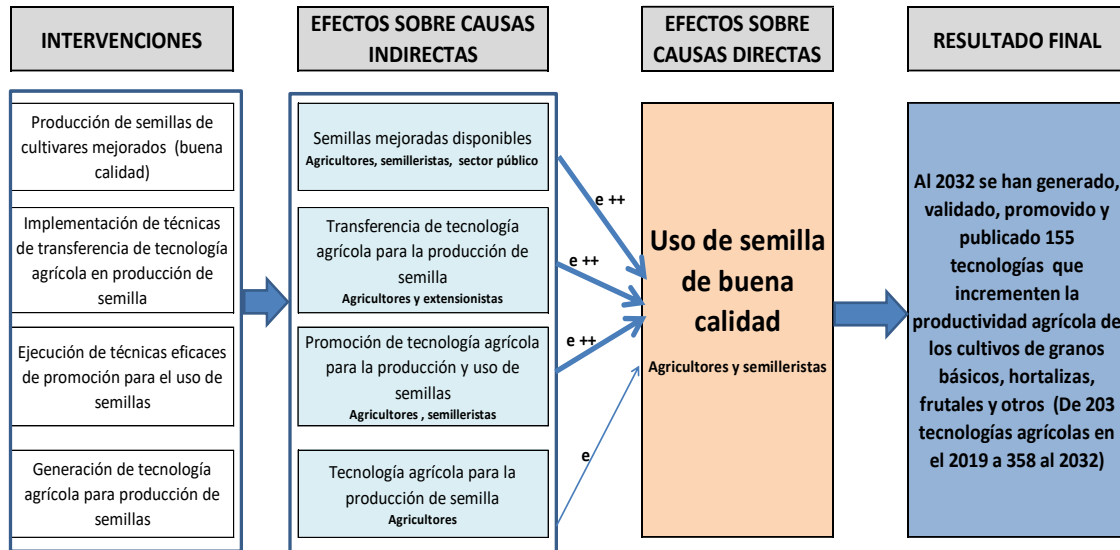 INTERVENCIONES
EFECTOS SOBRE CAUSAS
INDIRECTAS
EFECTOS SOBRE
CAUSAS DIRECTAS
RESULTADO FINAL
Producción de semillas de
cultivares mejorados (buena
calidad)
Implementación de técnicas
de transferencia de tecnología
agrícola en producción de
semilla
Ejecución de técnicas eficaces
de promoción para el uso de
semillas
Generación de tecnología
agrícola para producción de
semillas
Semillas mejoradas disponibles
Agricultores, semilleristas, sector público
Transferencia de tecnología
agrícola para la producción de
semilla
Agricultores y extensionistas
Promoción de tecnología agrícola
para la producción y uso de
semillas
Agricultores , semilleristas
Tecnología agrícola para la
producción de semilla
Agricultores
e ++
e ++
e ++
e
Uso de semilla
de buena
calidad
Agricultores y semilleristas
Al 2032 se han generado,
validado, promovido y
publicado 155
tecnologías que
incrementen la
productividad agrícola de
los cultivos de granos
básicos, hortalizas,
frutales y otros (De 203
tecnologías agrícolas en
el 2019 a 358 al 2032)